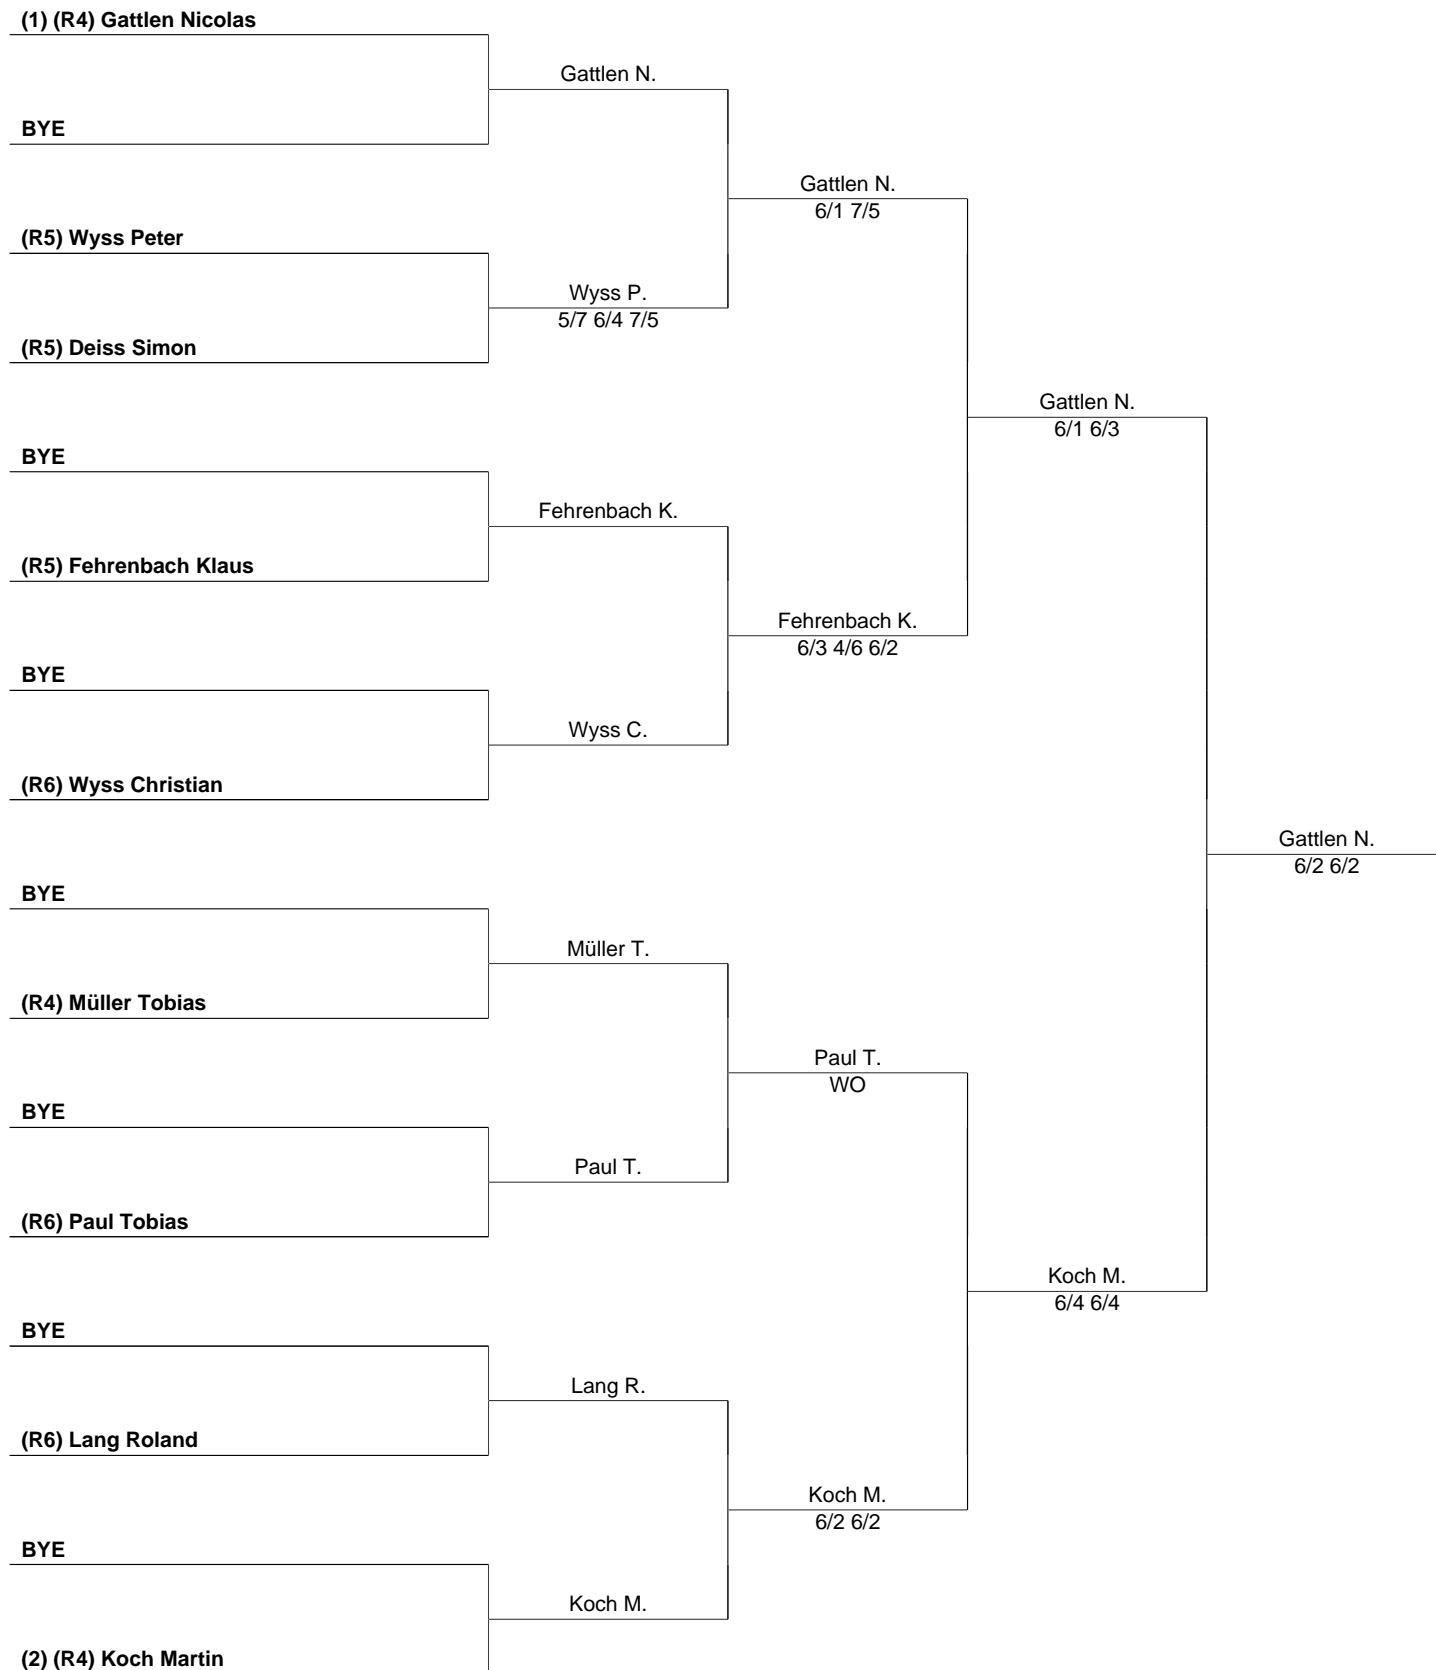 (1) (R4) Gattlen Nicolas
Gattlen N.
BYE
Gattlen N.
6/1 7/5
(R5) Wyss Peter
Wyss P.
5/7 6/4 7/5
(R5) Deiss Simon
Gattlen N.
6/1 6/3
BYE
Fehrenbach K.
(R5) Fehrenbach Klaus
Fehrenbach K.
6/3 4/6 6/2
BYE
Wyss C.
(R6) Wyss Christian
Gattlen N.
6/2 6/2
BYE
Müller T.
(R4) Müller Tobias
Paul T.
WO
BYE
Paul T.
(R6) Paul Tobias
Koch M.
6/4 6/4
BYE
Lang R.
(R6) Lang Roland
Koch M.
6/2 6/2
BYE
Koch M.
(2) (R4) Koch Martin